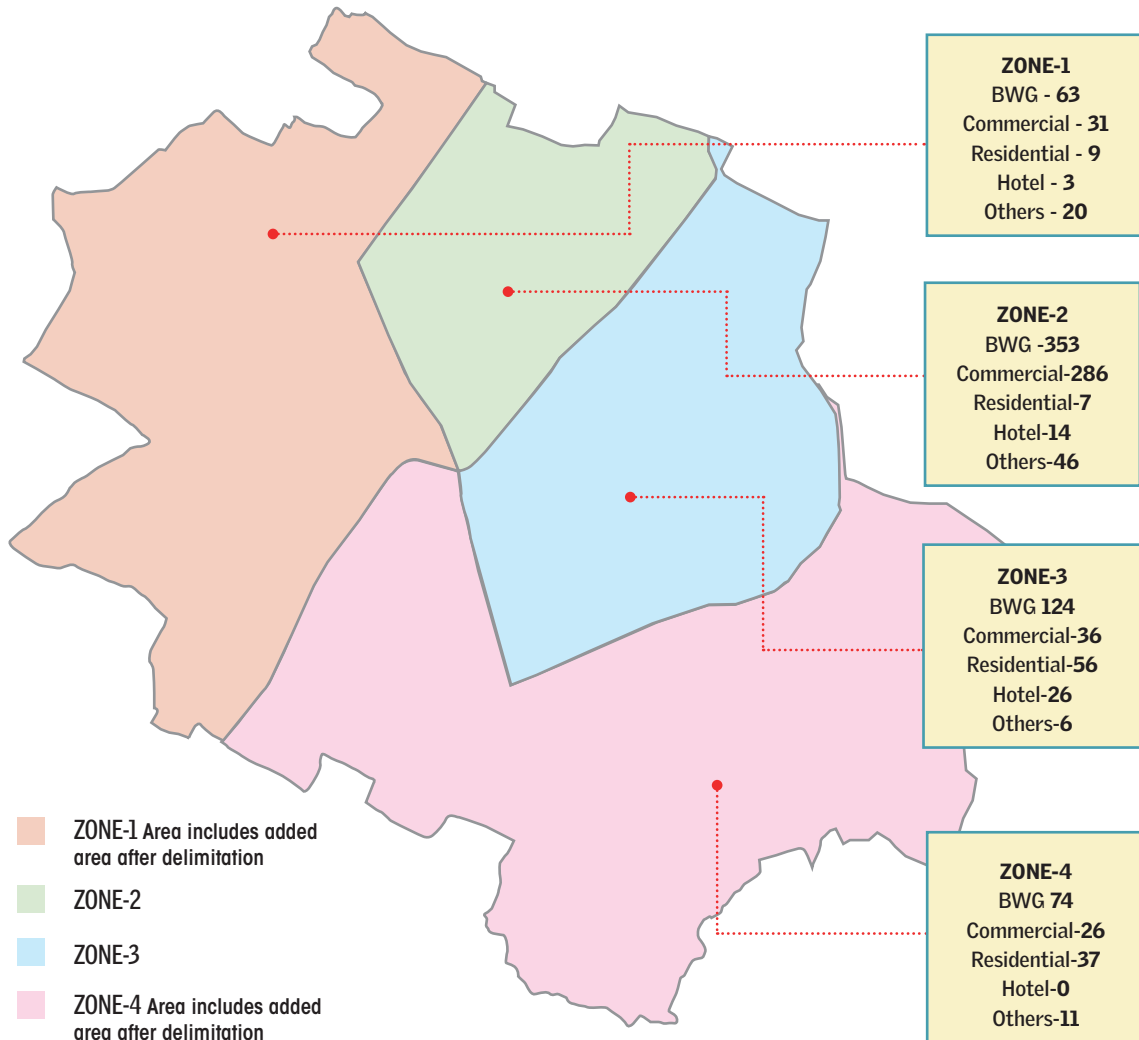 ZONE-1
BWG - 63
Commercial - 31
Residential - 9
Hotel - 3
Others - 20
ZONE-2
BWG -353
Commercial-286
Residential-7
Hotel-14
Others-46
ZONE-3
BWG 124
Commercial-36
Residential-56
Hotel-26
Others-6
ZONE-4
BWG 74
Commercial-26
Residential-37
Hotel-0
Others-11
ZONE-1 Area includes added
area after delimitation
ZONE-2
ZONE-3
ZONE-4 Area includes added
area after delimitation